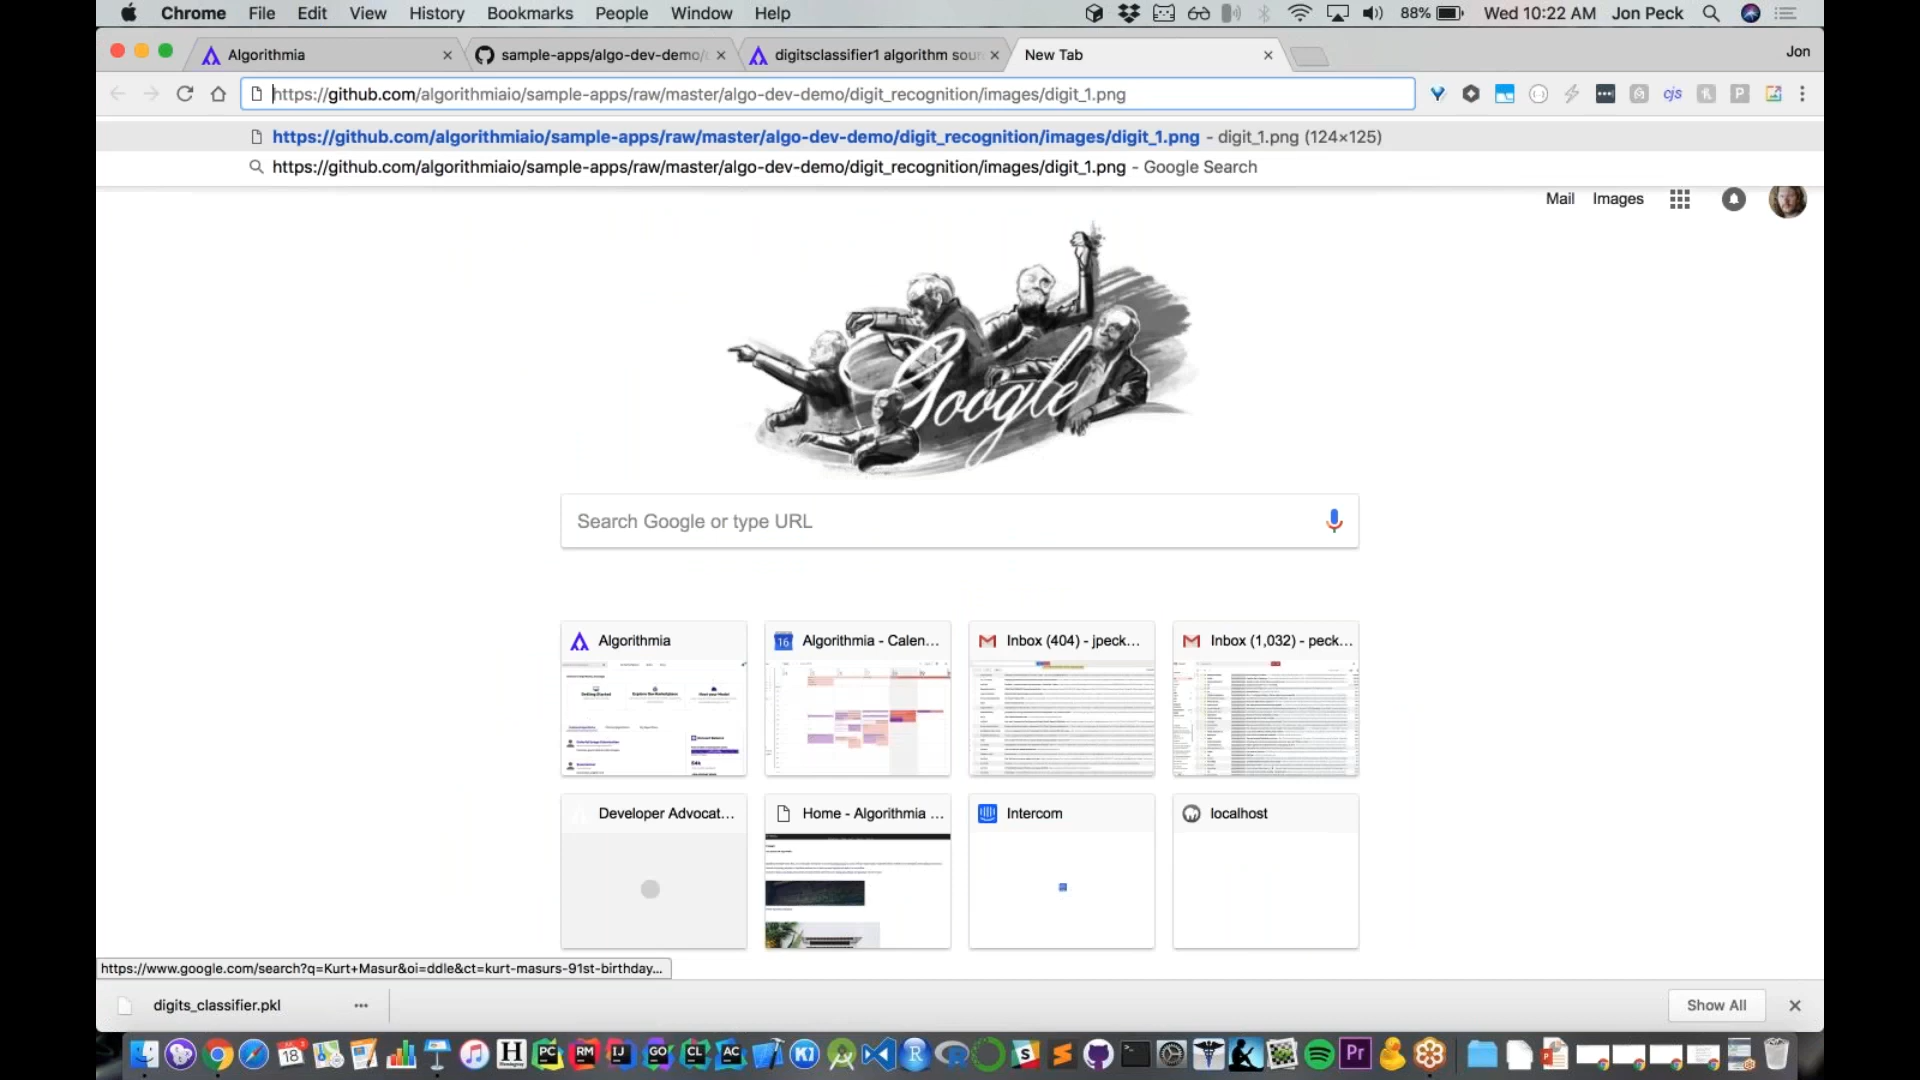 Chrome File Edit View History Bookmarks People Window Help 88% Wed 10:22 AM Jon Peck
Algorithmia sample-apps/algo-dev-demo/ digitsclassifier1 algorithm sour New Tab Jon
https://github.com/algorithmiaio/sample-apps/raw/master/algo-dev-demo/digit_recognition/images/digit_1.png
https://github.com/algorithmiaio/sample-apps/raw/master/algo-dev-demo/digit_recognition/images/digit_1.png - digit_1.png (124×125)
https://github.com/algorithmiaio/sample-apps/raw/master/algo-dev-demo/digit_recognition/images/digit_1.png - Google Search
Mail Images
Google
Search Google or type URL
Algorithmia Algorithmia - Calen... Inbox (404) - jpeck... Inbox (1,032) - peck...
Developer Advocat... Home - Algorithmia ... Intercom localhost
https://www.google.com/search?q=Kurt+Masur&oi=ddle&ct=kurt-masurs-91st-birthday...
digits_classifier.pkl Show All